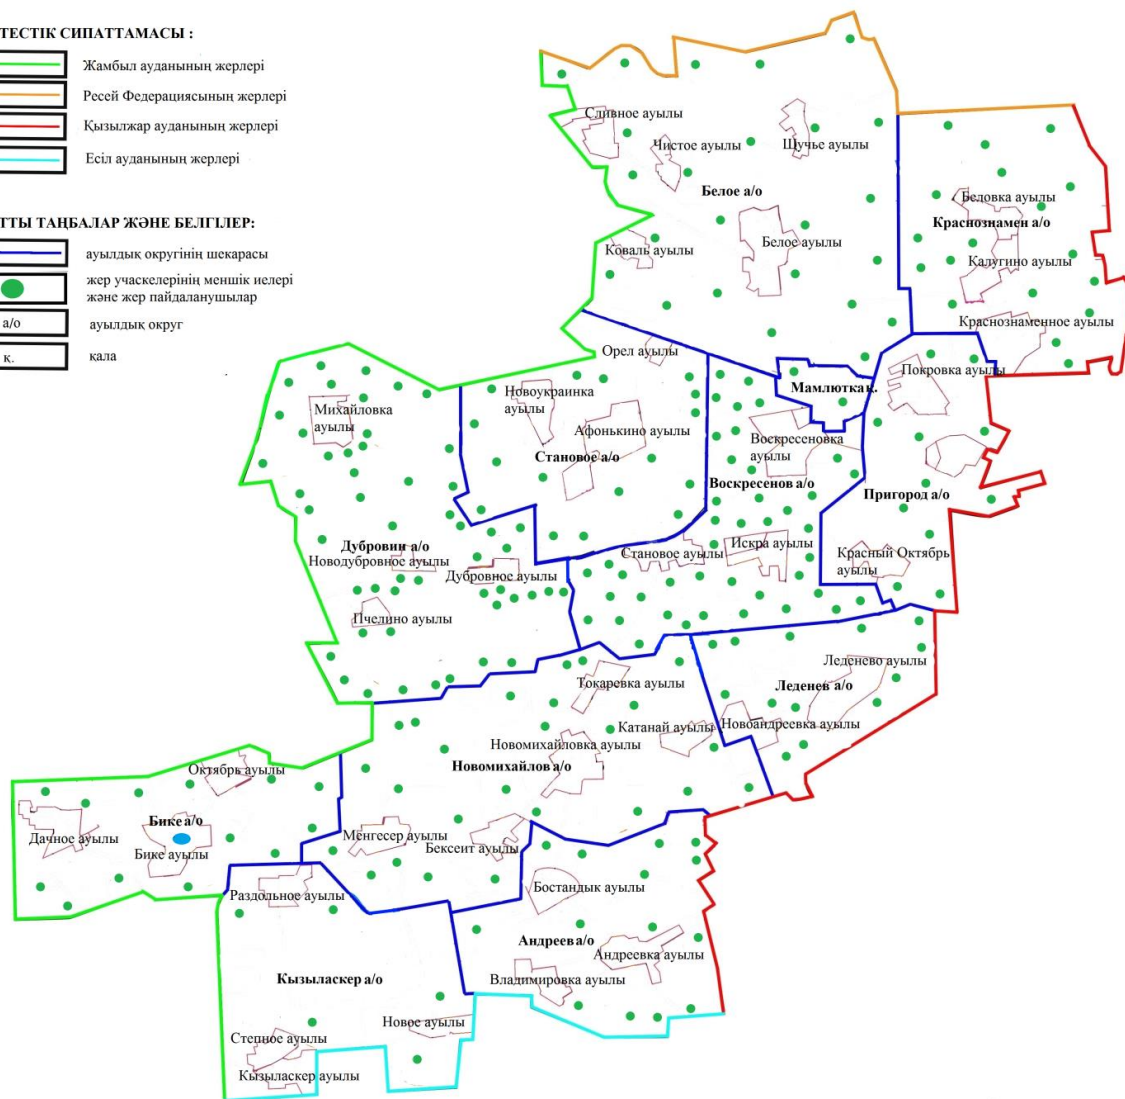 ТЕСТІК СИПАТТАМАСЫ :
Жамбыл ауданының жерлері
Ресей Федерациясының жерлері
Қызылжар ауданының жерлері
Есіл ауданының жерлері
ТТЫ ТАҢБАЛАР ЖӘНЕ БЕЛГІЛЕР:
ауылдық округінің шекарасы
жер учаскелерінің меншік иелері
және жер пайдаланушылар
а/о
ауылдық округ
қ.
қала
Сливное ауылы
Чистое ауылы
Щучье ауылы
Белое а/о
Беловка ауылы
Краснознамен а/о
Коваль ауылы
Белое ауылы
Калугино ауылы
Краснознаменное ауылы
Орел ауылы
Покровка ауылы
Мамлютка қ.
Новоукраинка
ауылы
Михайловка
ауылы
Афонькино ауылы
Воскресеновка
ауылы
Становое а/о
Воскресенов а/о
Пригород а/о
Дубровин а/о
Новодубровное ауылы
Дубровное ауылы
Становое ауылы
Искра ауылы
Красный Октябрь
ауылы
Пчелино ауылы
Токаревка ауылы
Леденево ауылы
Леденев а/о
Катанай ауылы
Новоандреевка ауылы
Новомихайловка ауылы
Новомихайлов а/о
Октябрь ауылы
Бике а/о
Дачное ауылы
Бике ауылы
Менгесер ауылы
Бексеит ауылы
Раздольное ауылы
Бостандык ауылы
Андреев а/о
Андреевка ауылы
Кызыласкер а/о
Владимировка ауылы
Новое ауылы
Степное ауылы
Кызыласкер ауылы